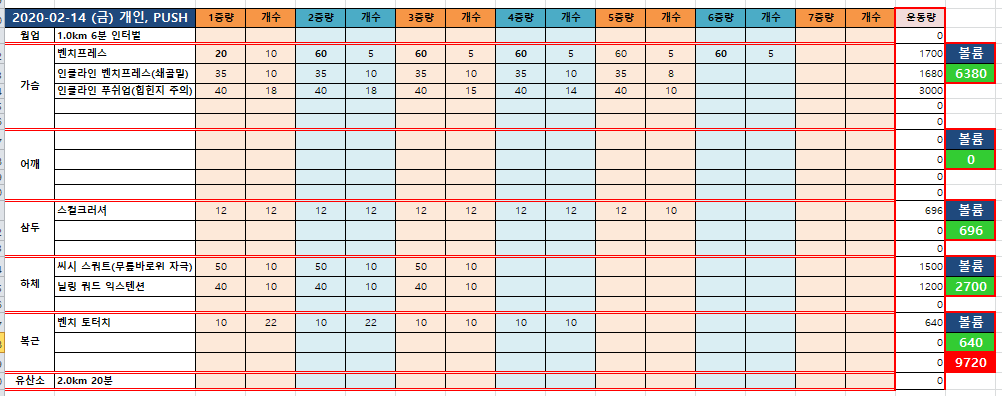 2020-02-14 (금) 개인, PUSH 1중량 개수 2중량 개수 3중량 개수 4중량 개수 5중량 개수 6중량 개수 7중량 개수 운동량
웜업 1.0km 6분 인터벌 0
가슴 벤치프레스 20 10 60 5 60 5 60 5 60 5 60 5 1700 볼륨
인클라인 벤치프레스(쇄골밑) 35 10 35 10 35 10 35 10 35 8 1680 6380
인클라인 푸쉬업(힙힌지 주의) 40 18 40 18 40 15 40 14 40 10 3000
0
0
어깨 0 볼륨
0 0
0
0
삼두 스컬크러셔 12 12 12 12 12 12 12 12 12 10 696 볼륨
0 696
0
하체 씨시 스쿼트(무릎바로위 자극) 50 10 50 10 50 10 1500 볼륨
닐링 쿼드 익스텐션 40 10 40 10 40 10 1200 2700
0
복근 벤치 토터치 10 22 10 22 10 10 10 10 640 볼륨
0 640
0 9720
유산소 2.0km 20분 0